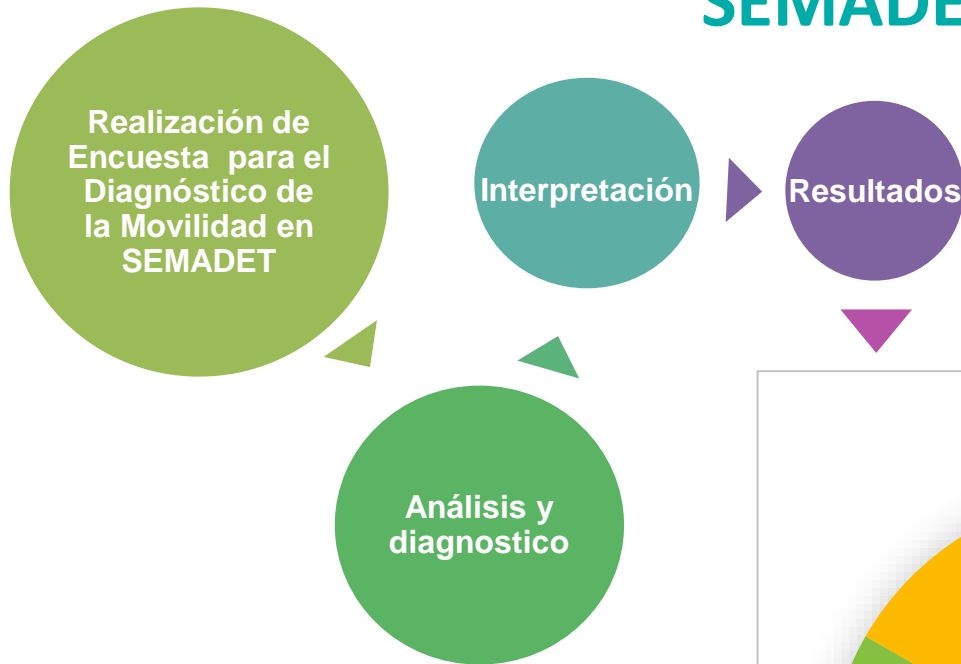 SEMADE
Realización de
Encuesta para el
Diagnóstico de
la Movilidad en
SEMADET
Interpretación
Resultados
Análisis y
diagnostico